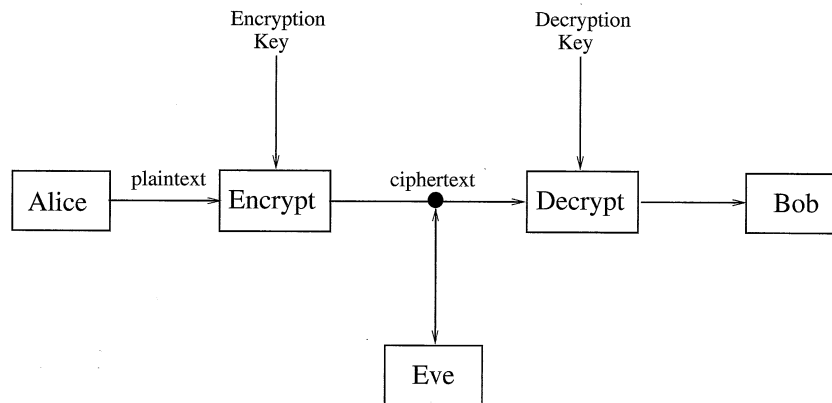 Encryption
Key
Decryption
Key
plaintext
ciphertext
Alice
Encrypt
Decrypt
Bob
Eve